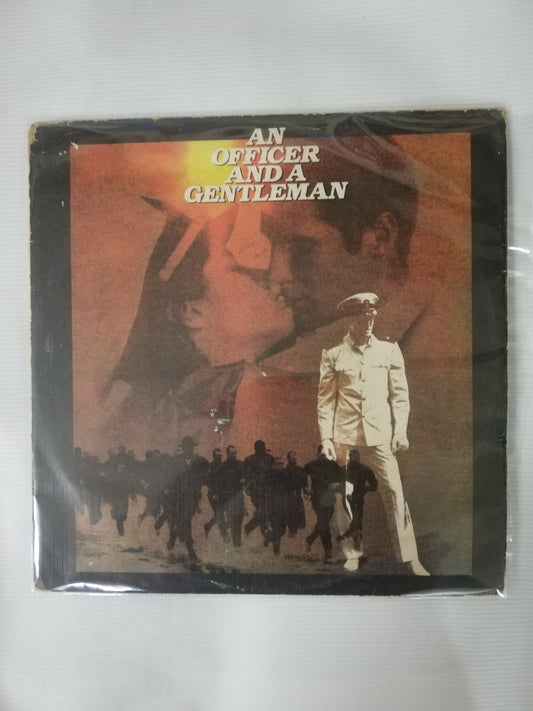 AN
OFFICER
AND A
GENTLEMAN